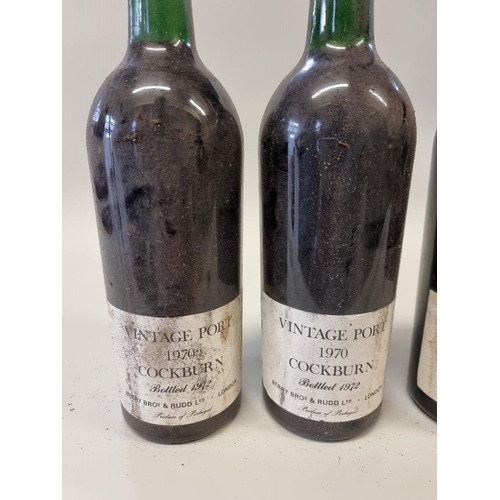 VINTAGE PORT
1970
COCKBURN
Bottled 1972
BERRY BROS & RUDD LTD - LONDON
Produce of Portugal
VINTAGE PORT
1970
COCKBURN
Bottled 1972
BERRY BROS & RUDD LTD - LONDON
Produce of Portugal